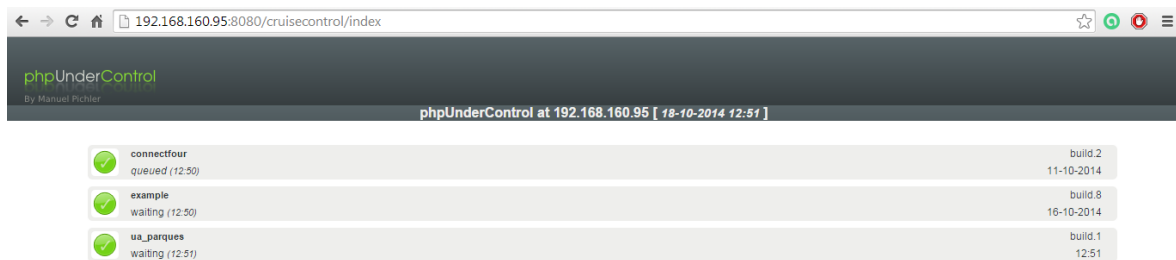 192.168.160.95:8080/cruisecontrol/index
phpUnderControl
By Manuel Pichler
phpUnderControl at 192.168.160.95 [ 18-10-2014 12:51 ]
connectfour build.2
queued (12:50) 11-10-2014
example build.8
waiting (12:50) 16-10-2014
ua_parques build.1
waiting (12:51) 12:51